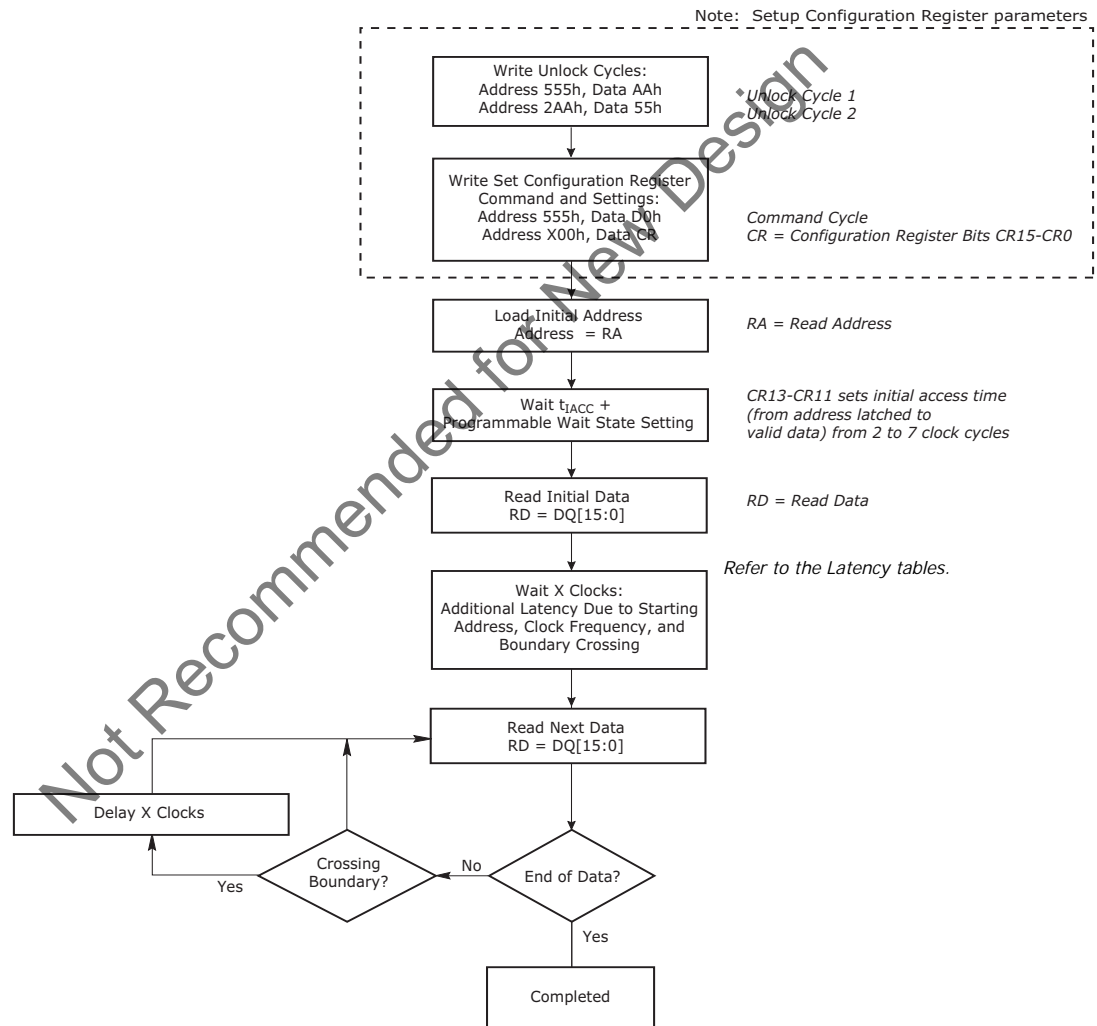 Note: Setup Configuration Register parameters
Write Unlock Cycles:
Address 555h, Data AAh
Address 2AAh, Data 55h
Unlock Cycle 1
Unlock Cycle 2
Write Set Configuration Register
Command and Settings:
Address 555h, Data D0h
Address X00h, Data CR
Command Cycle
CR = Configuration Register Bits CR15-CR0
Load Initial Address
Address = RA
RA = Read Address
Wait tIACC +
Programmable Wait State Setting
CR13-CR11 sets initial access time
(from address latched to
valid data) from 2 to 7 clock cycles
Read Initial Data
RD = DQ[15:0]
RD = Read Data
Wait X Clocks:
Additional Latency Due to Starting
Address, Clock Frequency, and
Boundary Crossing
Refer to the Latency tables.
Read Next Data
RD = DQ[15:0]
Delay X Clocks
Crossing
Boundary?
Yes
No
End of Data?
Yes
Completed
Not Recommended for New Design